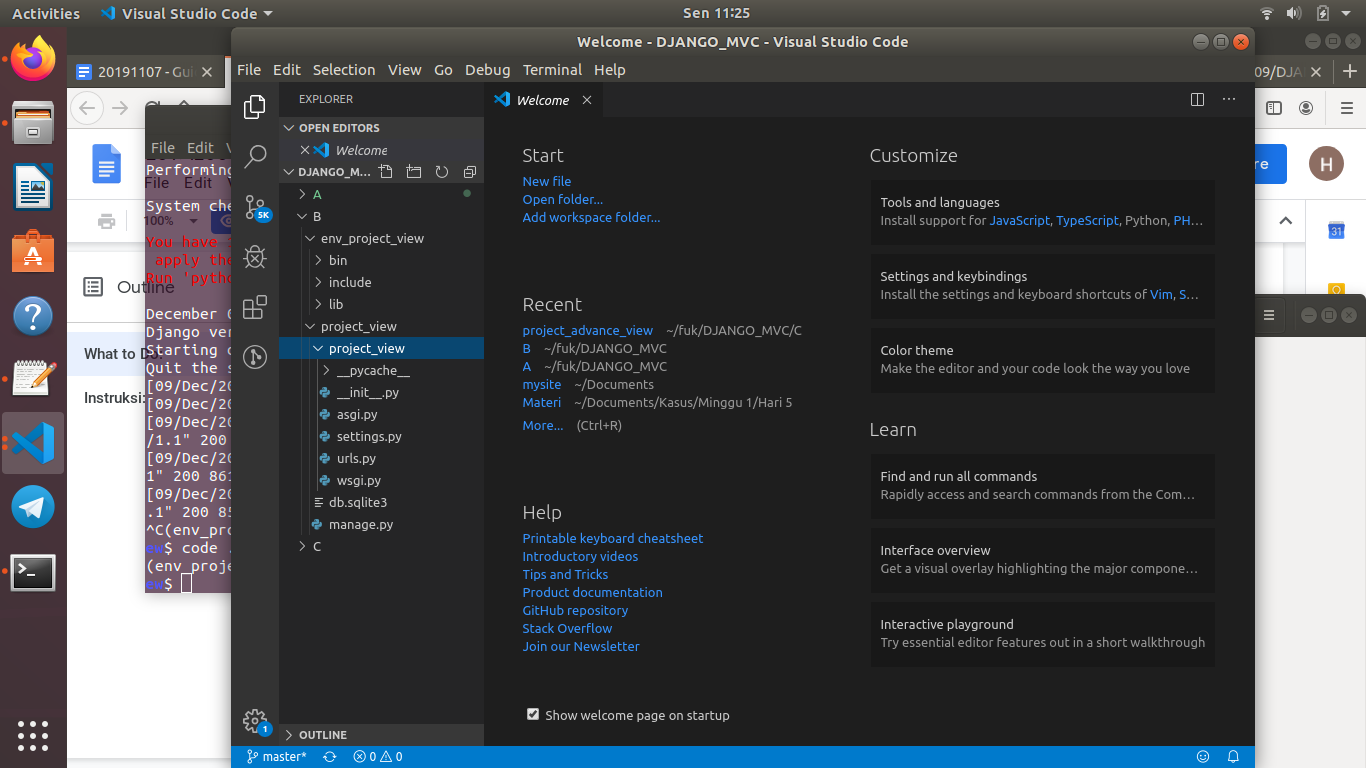 Activities
Visual Studio Code
Sen 11:25
20191107 - Gui
09/DJA
Welcome - DJANGO_MVC - Visual Studio Code
File Edit Selection View Go Debug Terminal Help
EXPLORER
OPEN EDITORS
Welcome
DJANGO_M...
A
B
env_project_view
bin
include
lib
project_view
project_view
__pycache__
__init__.py
asgi.py
settings.py
urls.py
wsgi.py
db.sqlite3
manage.py
C
OUTLINE
5K
1
master*
0
0
Welcome
Start
New file
Open folder...
Add workspace folder...
Recent
project_advance_view ~/fuk/DJANGO_MVC/C
B ~/fuk/DJANGO_MVC
A ~/fuk/DJANGO_MVC
mysite ~/Documents
Materi ~/Documents/Kasus/Minggu 1/Hari 5
More... (Ctrl+R)
Help
Printable keyboard cheatsheet
Introductory videos
Tips and Tricks
Product documentation
GitHub repository
Stack Overflow
Join our Newsletter
Show welcome page on startup
Customize
Tools and languages
Install support for JavaScript, TypeScript, Python, PH...
Settings and keybindings
Install the settings and keyboard shortcuts of Vim, S...
Color theme
Make the editor and your code look the way you love
Learn
Find and run all commands
Rapidly access and search commands from the Com...
Interface overview
Get a visual overlay highlighting the major compone...
Interactive playground
Try essential editor features out in a short walkthrough
File Edit V
Performing
File Edit
System che
100%
You have
apply the
Run 'pytho
Outline
December 0
Django ver
Starting d
What to Do:
Quit the s
[09/Dec/20
Instruksi:
[09/Dec/20
[09/Dec/20
/1.1" 200
[09/Dec/20
1" 200 861
[09/Dec/20
.1" 200 85
^C(env_pro
ew$ code .
(env_proje
ew$
re
H
31